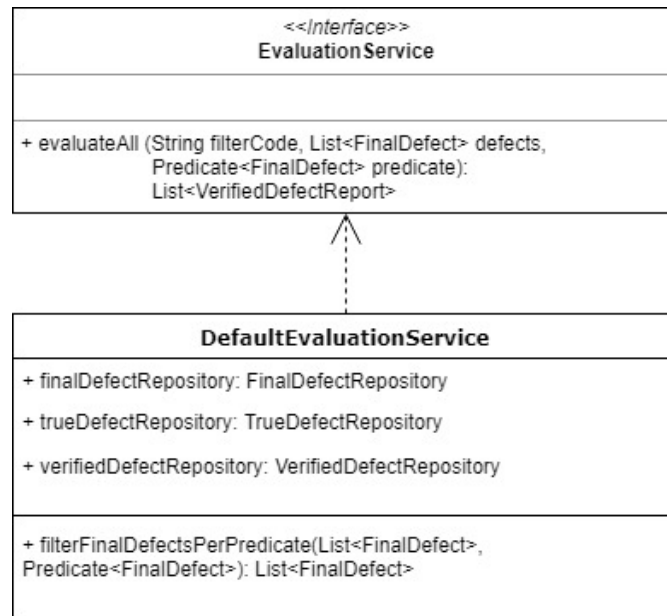 <<Interface>>
EvaluationService
+ evaluateAll (String filterCode, List<FinalDefect> defects,
Predicate<FinalDefect> predicate):
List<VerifiedDefectReport>
DefaultEvaluationService
+ finalDefectRepository: FinalDefectRepository
+ trueDefectRepository: TrueDefectRepository
+ verifiedDefectRepository: VerifiedDefectRepository
+ filterFinalDefectsPerPredicate(List<FinalDefect>,
Predicate<FinalDefect>): List<FinalDefect>